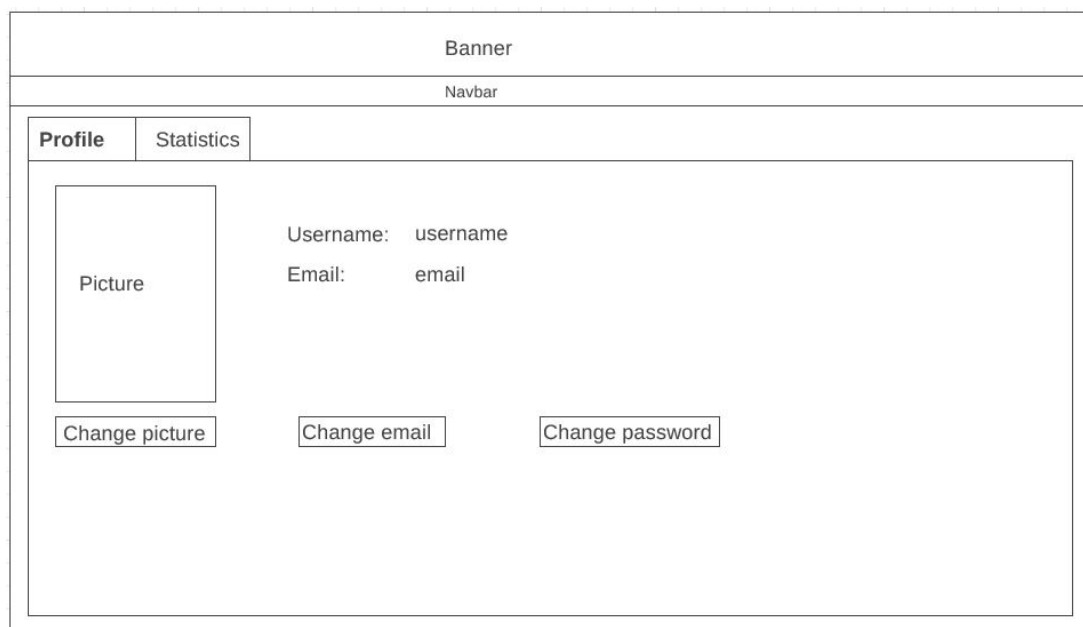 Banner
Navbar
Profile Statistics
Picture
Username: username
Email: email
Change picture Change email Change password